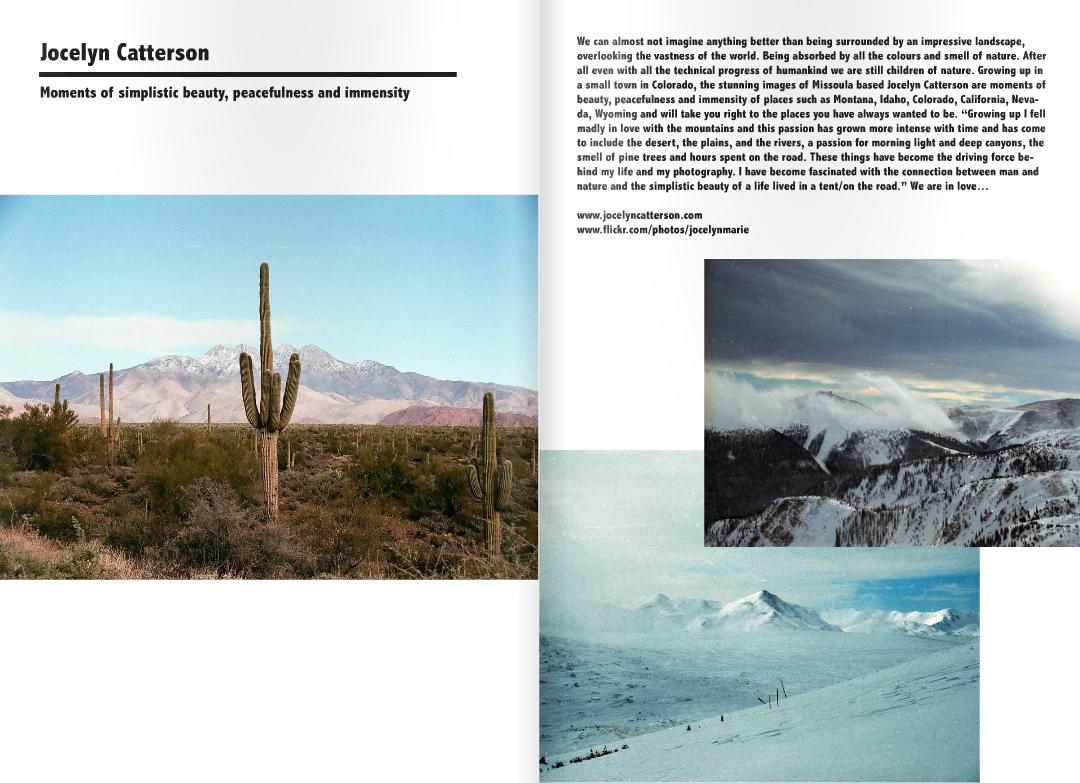 Jocelyn Catterson
Moments of simplistic beauty, peacefulness and immensity
We can almost not imagine anything better than being surrounded by an impressive landscape,
overlooking the vastness of the world. Being absorbed by all the colours and smell of nature. After
all even with all the technical progress of humankind we are still children of nature. Growing up in
a small town in Colorado, the stunning images of Missoula based Jocelyn Catterson are moments of
beauty, peacefulness and immensity of places such as Montana, Idaho, Colorado, California, Neva-
da, Wyoming and will take you right to the places you have always wanted to be. “Growing up I fell
madly in love with the mountains and this passion has grown more intense with time and has come
to include the desert, the plains, and the rivers, a passion for morning light and deep canyons, the
smell of pine trees and hours spent on the road. These things have become the driving force be-
hind my life and my photography. I have become fascinated with the connection between man and
nature and the simplistic beauty of a life lived in a tent/on the road.” We are in love…
www.jocelyncatterson.com
www.flickr.com/photos/jocelynmarie